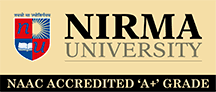 NIRMA
UNIVERSITY
NAAC ACCREDITED 'A+' GRADE